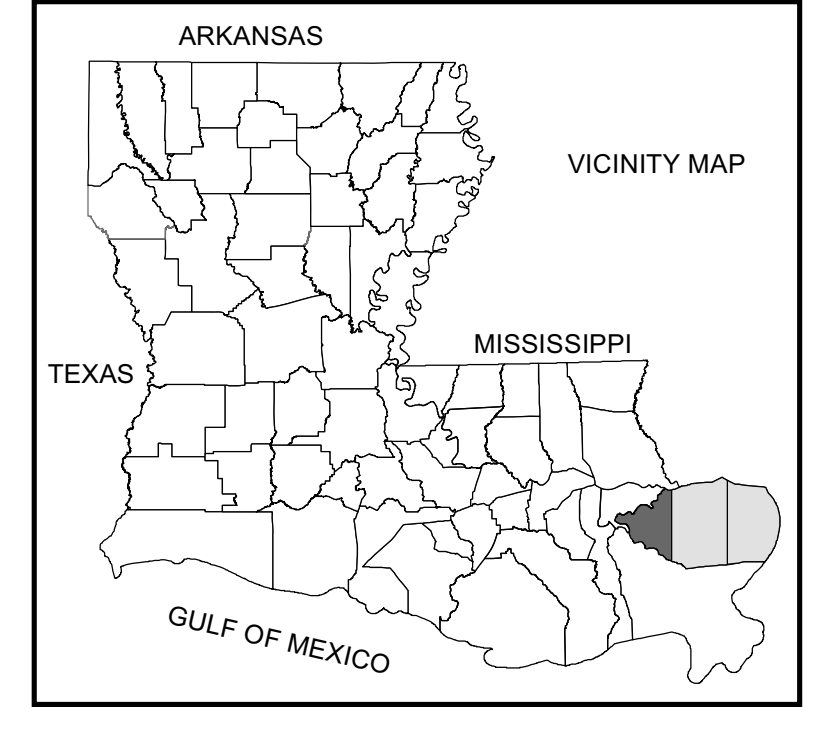 ARKANSAS
VICINITY MAP
MISSISSIPPI
TEXAS
GULF OF MEXICO